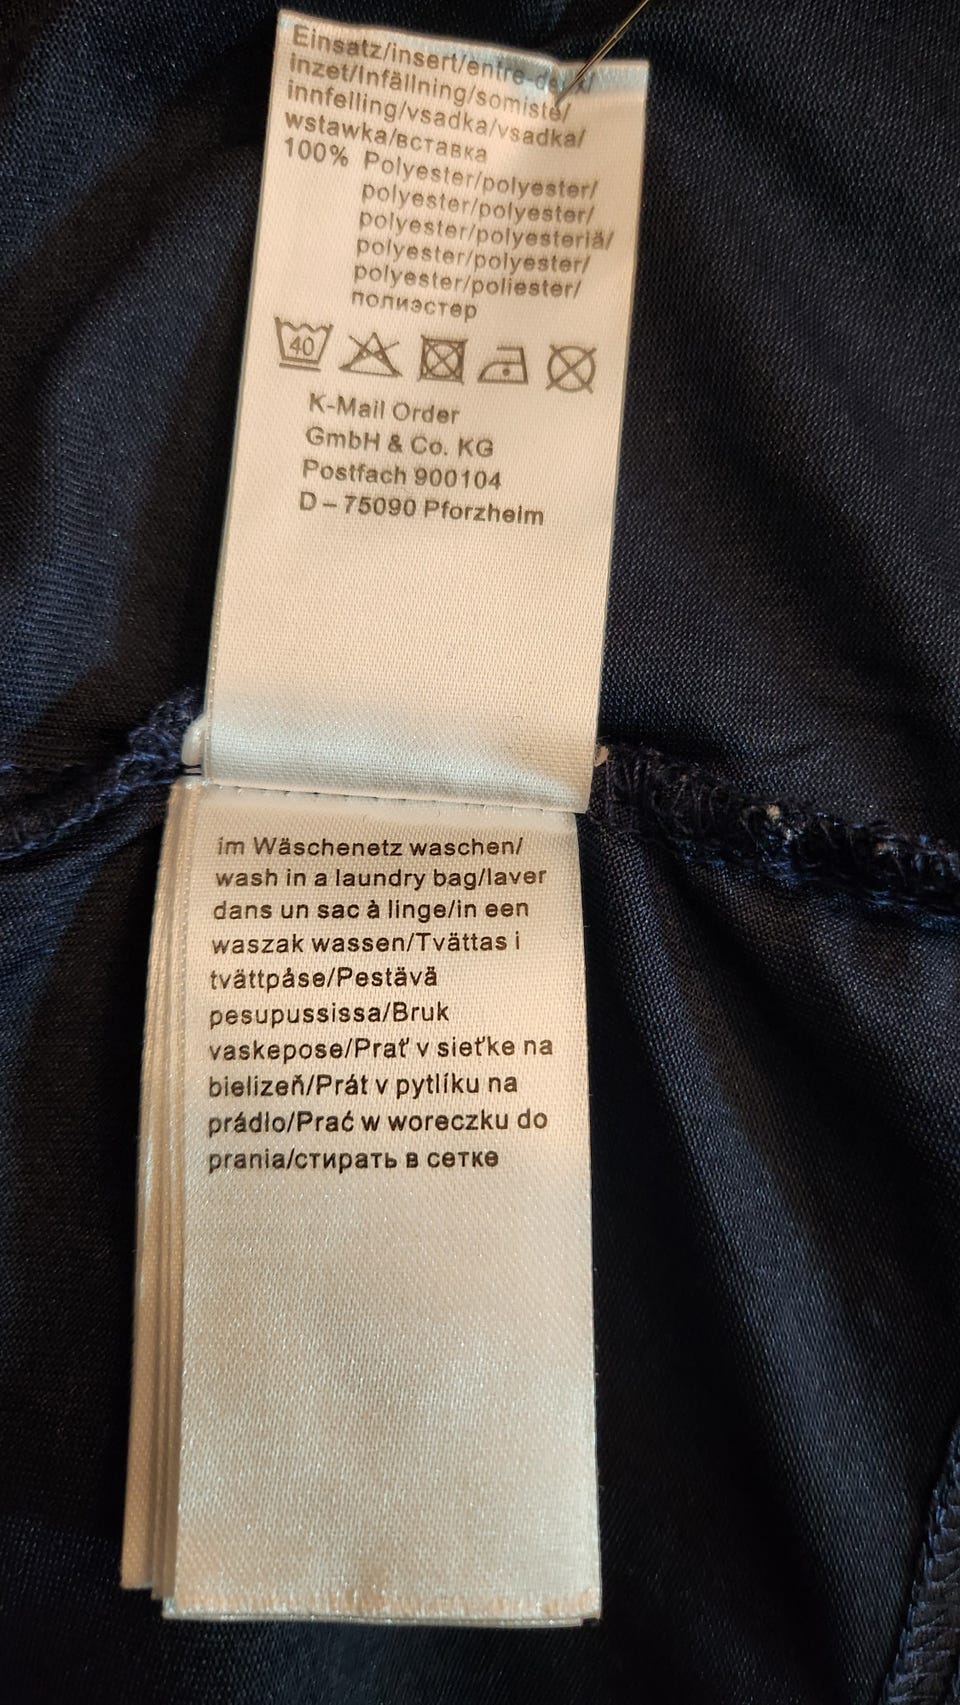 Einsatz/insert/entre-deux/
inzet/Infällning/somiste/
innfelling/vsadka/vsadka/
wstawka/вставка
100% Polyester/polyester/
polyester/polyester/
polyester/polyesteriä/
polyester/polyester/
polyester/poliester/
полиэстер
40
K-Mail Order
GmbH & Co. KG
Postfach 900104
D – 75090 Pforzheim
im Wäschenetz waschen/
wash in a laundry bag/laver
dans un sac à linge/in een
waszak wassen/Tvättas i
tvättpåse/Pestävä
pesupussissa/Bruk
vaskepose/Prať v sieťke na
bielizeň/Prát v pytlíku na
prádlo/Prać w woreczku do
prania/стирать в сетке